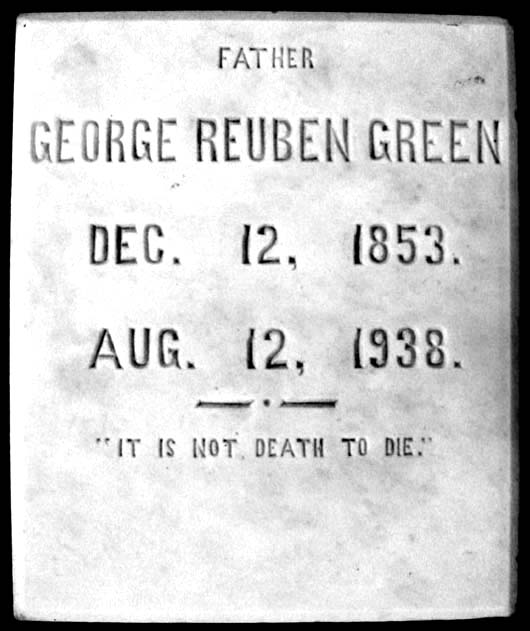 FATHER
GEORGE REUBEN GREEN
DEC. 12, 1853.
AUG. 12, 1938.
"IT IS NOT DEATH TO DIE."